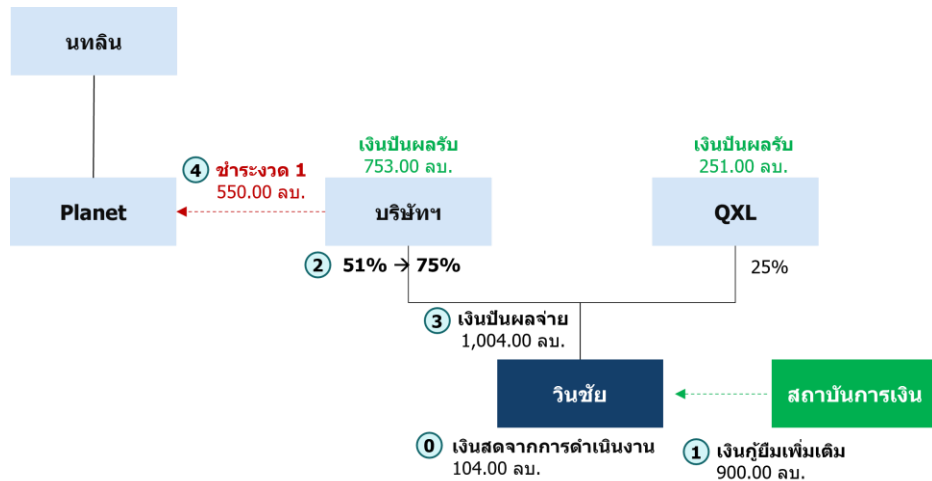 นทลิน
เงินปันผลรับ
753.00 ลบ.
เงินปันผลรับ
251.00 ลบ.
4 ชำระงวด 1
550.00 ลบ.
Planet
บริษัทฯ
QXL
2 51% → 75%
25%
3 เงินปันผลจ่าย
1,004.00 ลบ.
วินชัย
สถาบันการเงิน
0 เงินสดจากการดำเนินงาน
104.00 ลบ.
1 เงินกู้ยืมเพิ่มเติม
900.00 ลบ.